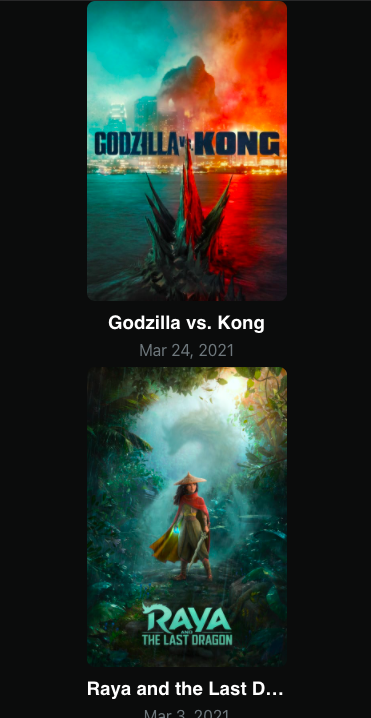 GODZILLA VS. KONG
Godzilla vs. Kong
Mar 24, 2021
RAYA
AND
THE LAST DRAGON
Raya and the Last D...
Mar 3, 2021